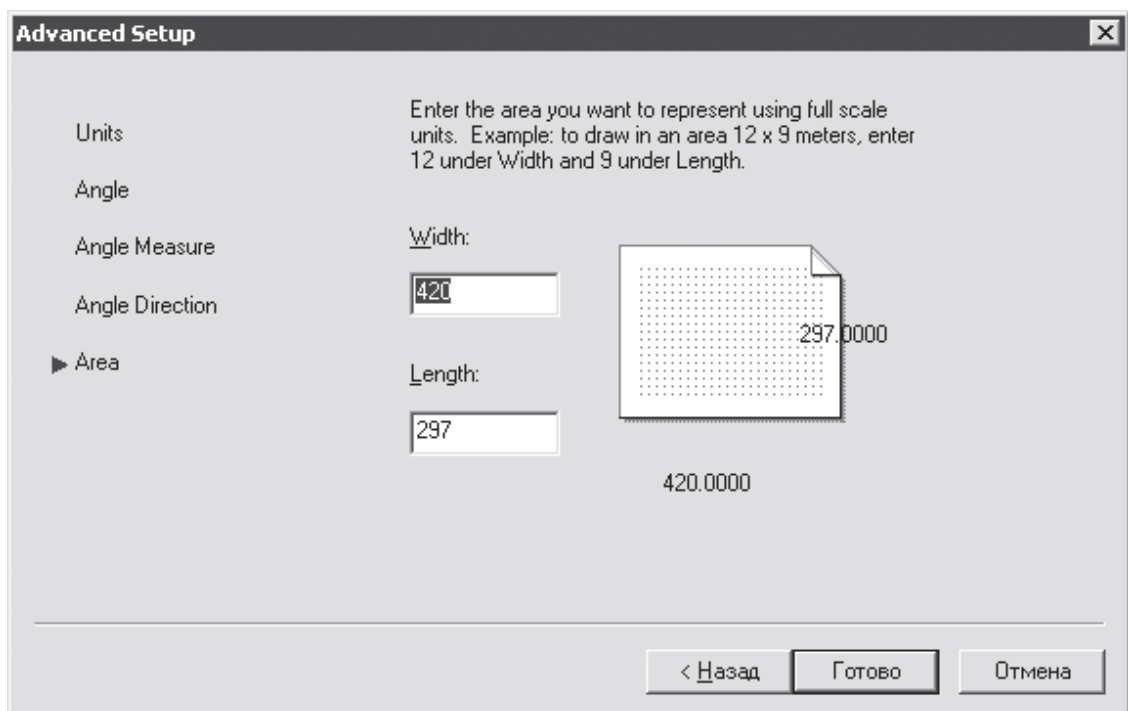 Advanced Setup
Units
Angle
Angle Measure
Angle Direction
Area
Enter the area you want to represent using full scale
units. Example: to draw in an area 12 x 9 meters, enter
12 under Width and 9 under Length.
Width:
420
Length:
297
297.0000
420.0000
< Назад
Готово
Отмена